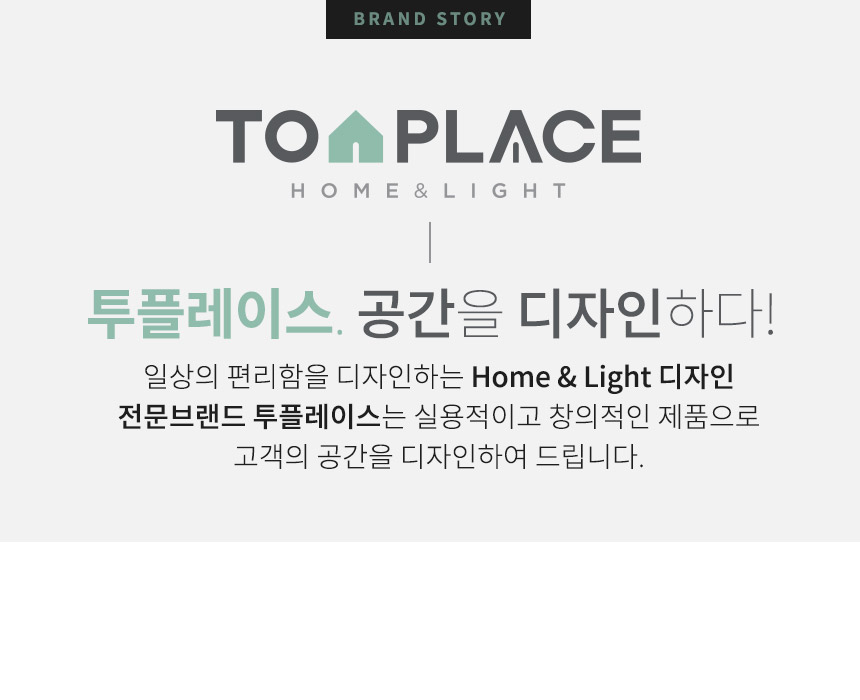 BRAND STORY
TO PLACE
HOME&LIGHT
투플레이스. 공간을 디자인하다!
일상의 편리함을 디자인하는 Home & Light 디자인
전문브랜드 투플레이스는 실용적이고 창의적인 제품으로
고객의 공간을 디자인하여 드립니다.